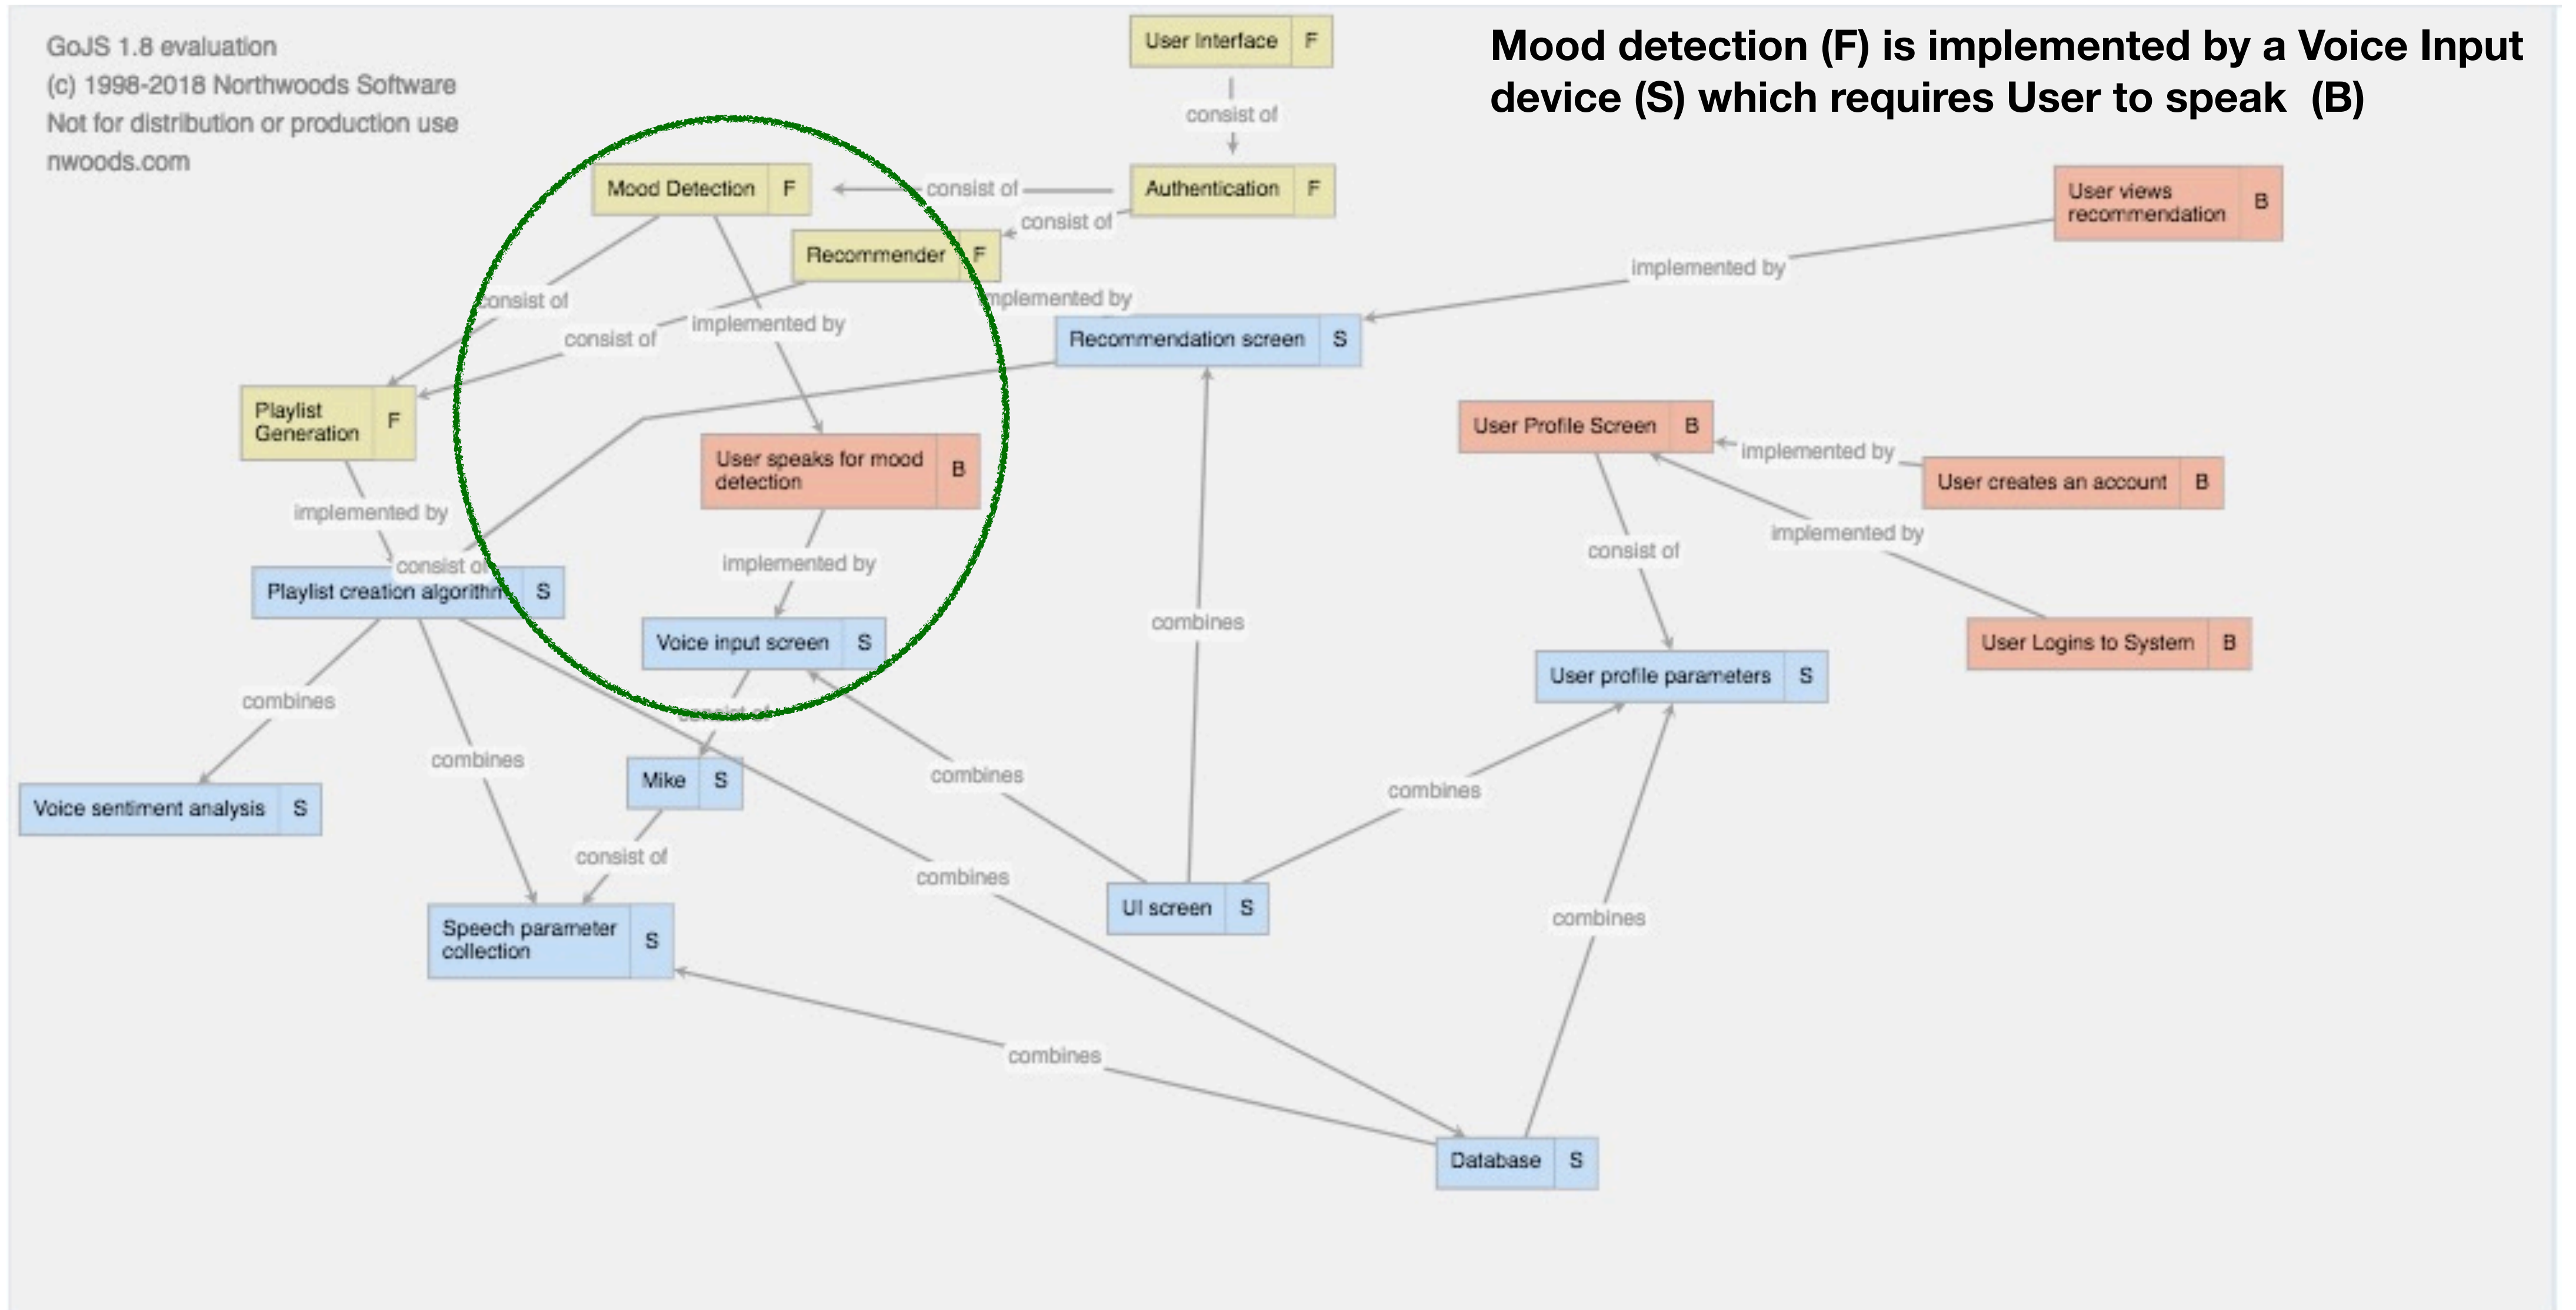 GoJS 1.8 evaluation
(c) 1998-2018 Northwoods Software
Not for distribution or production use
nwoods.com
Mood detection (F) is implemented by a Voice Input
device (S) which requires User to speak (B)
User Interface F
consist of
Mood Detection F
consist of
Authentication F
consist of
Recommender F
User views
recommendation B
implemented by
consist of
implemented by
implemented by
consist of
Recommendation screen S
Playlist
Generation F
User speaks for mood
detection B
User Profile Screen B
implemented by
User creates an account B
implemented by
consist of
implemented by
consist of
implemented by
Playlist creation algorithm S
Voice input screen S
combines
User Logins to System B
User profile parameters S
combines
consist of
combines
Mike S
combines
combines
Voice sentiment analysis S
consist of
combines
UI screen S
combines
Speech parameter
collection S
combines
Database S